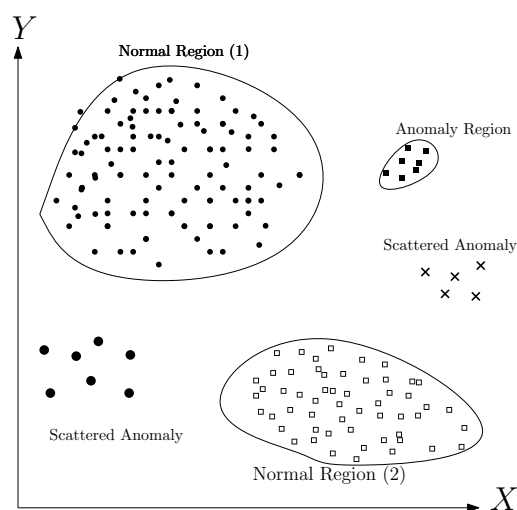 Y
Normal Region (1)
Anomaly Region
Scattered Anomaly
Scattered Anomaly
Normal Region (2)
X